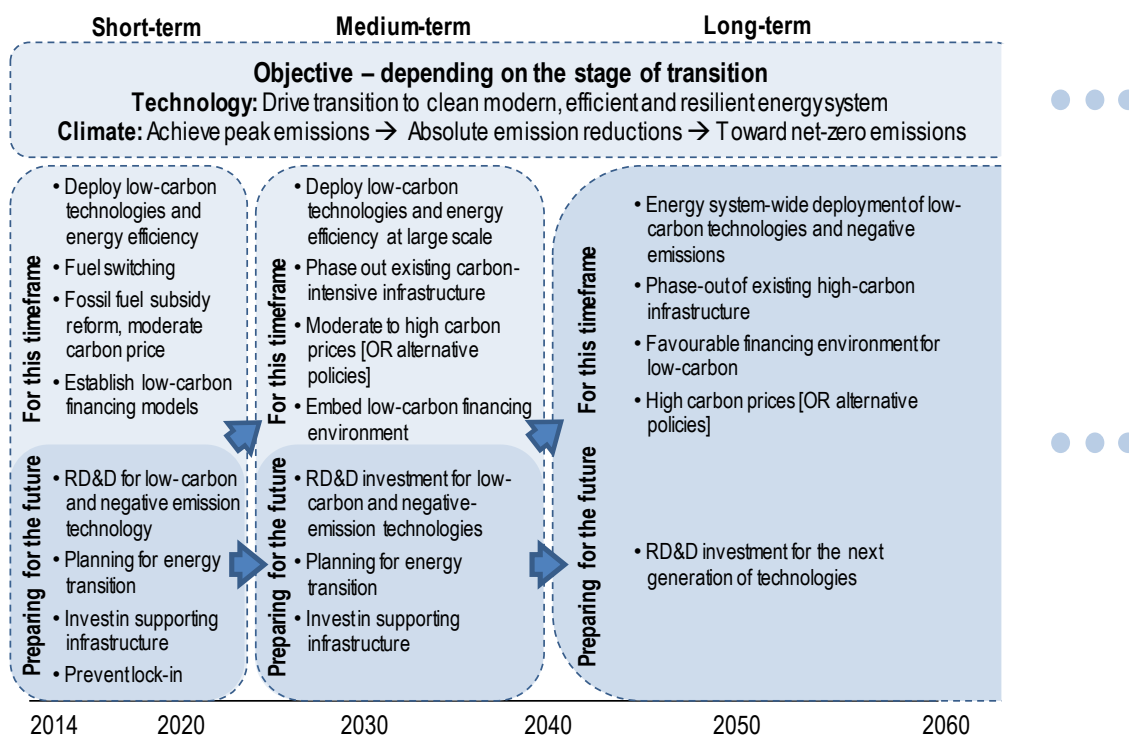 Short-term
Medium-term
Long-term
Objective – depending on the stage of transition
Technology: Drive transition to clean modern, efficient and resilient energy system
Climate: Achieve peak emissions → Absolute emission reductions → Toward net-zero emissions
For this timeframe
• Deploy low-carbon
technologies and
energy efficiency
• Fuel switching
• Fossil fuel subsidy
reform, moderate
carbon price
• Establish low-carbon
financing models
Preparing for the future
• RD&D for low-carbon
and negative emission
technology
• Planning for energy
transition
• Invest in supporting
infrastructure
• Prevent lock-in
For this timeframe
• Deploy low-carbon
technologies and energy
efficiency at large scale
• Phase out existing carbon-
intensive infrastructure
• Moderate to high carbon
prices [OR alternative
policies]
• Embed low-carbon financing
environment
Preparing for the future
• RD&D investment for low-
carbon and negative-
emission technologies
• Planning for energy
transition
• Invest in supporting
infrastructure
For this timeframe
• Energy system-wide deployment of low-
carbon technologies and negative
emissions
• Phase-out of existing high-carbon
infrastructure
• Favourable financing environment for
low-carbon
• High carbon prices [OR alternative
policies]
Preparing for the future
• RD&D investment for the next
generation of technologies
2014
2020
2030
2040
2050
2060